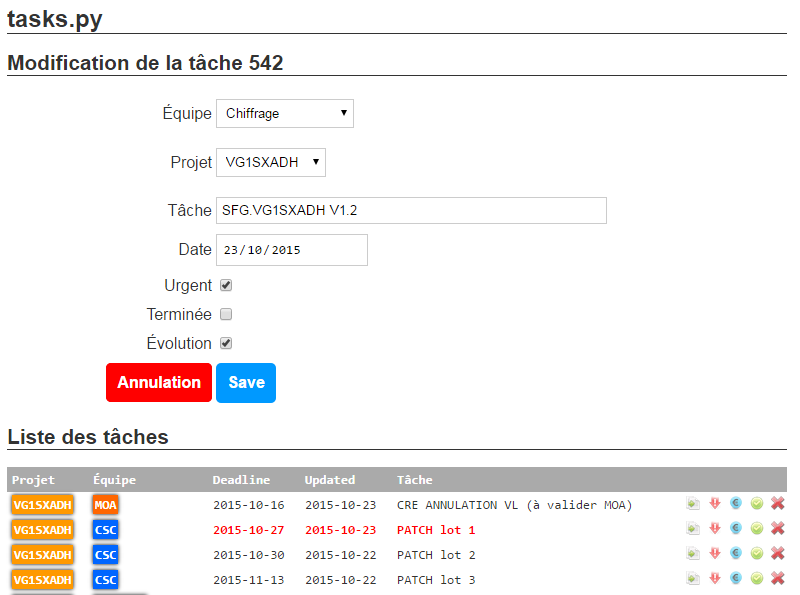 tasks.py
Modification de la tâche 542
Équipe Chiffrage
Projet VG1SXADH
Tâche SFG.VG1SXADH V1.2
Date 23/10/2015
Urgent
Terminée
Évolution
Annulation Save
Liste des tâches
Projet Équipe Deadline Updated Tâche
VG1SXADH MOA 2015-10-16 2015-10-23 CRE ANNULATION VL (à valider MOA) €
VG1SXADH CSC 2015-10-27 2015-10-23 PATCH lot 1 €
VG1SXADH CSC 2015-10-30 2015-10-22 PATCH lot 2 €
VG1SXADH CSC 2015-11-13 2015-10-22 PATCH lot 3 €